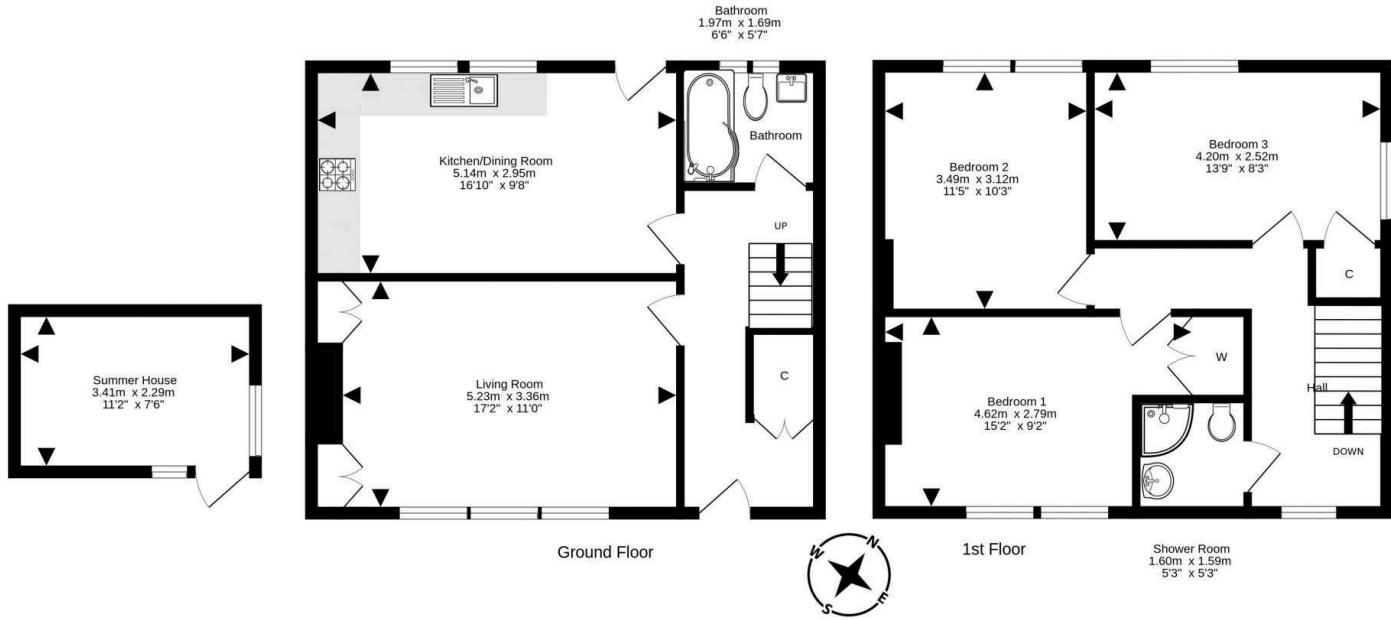 Bathroom
1.97m x 1.69m
6'6" x 5'7"
Kitchen/Dining Room
5.14m x 2.95m
16'10" x 9'8"
Bathroom
UP
Living Room
5.23m x 3.36m
17'2" x 11'0"
C
Summer House
3.41m x 2.29m
11'2" x 7'6"
Ground Floor
Bedroom 2
3.49m x 3.12m
11'5" x 10'3"
Bedroom 3
4.20m x 2.52m
13'9" x 8'3"
C
W
Bedroom 1
4.62m x 2.79m
15'2" x 9'2"
Hall
DOWN
1st Floor
Shower Room
1.60m x 1.59m
5'3" x 5'3"
N
W
E
S